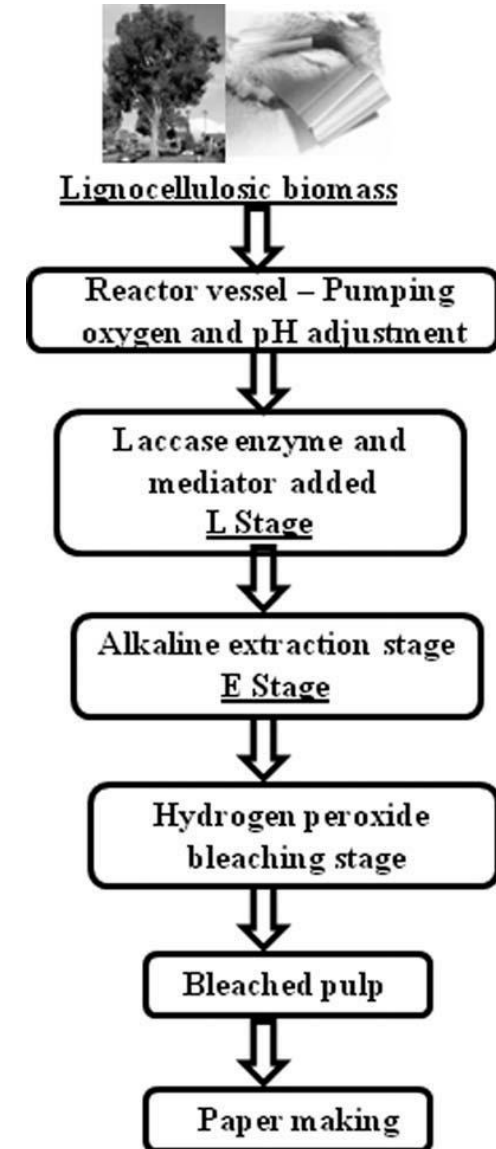 Lignocellulosic biomass
Reactor vessel – Pumping
oxygen and pH adjustment
Laccase enzyme and
mediator added
L Stage
Alkaline extraction stage
E Stage
Hydrogen peroxide
bleaching stage
Bleached pulp
Paper making